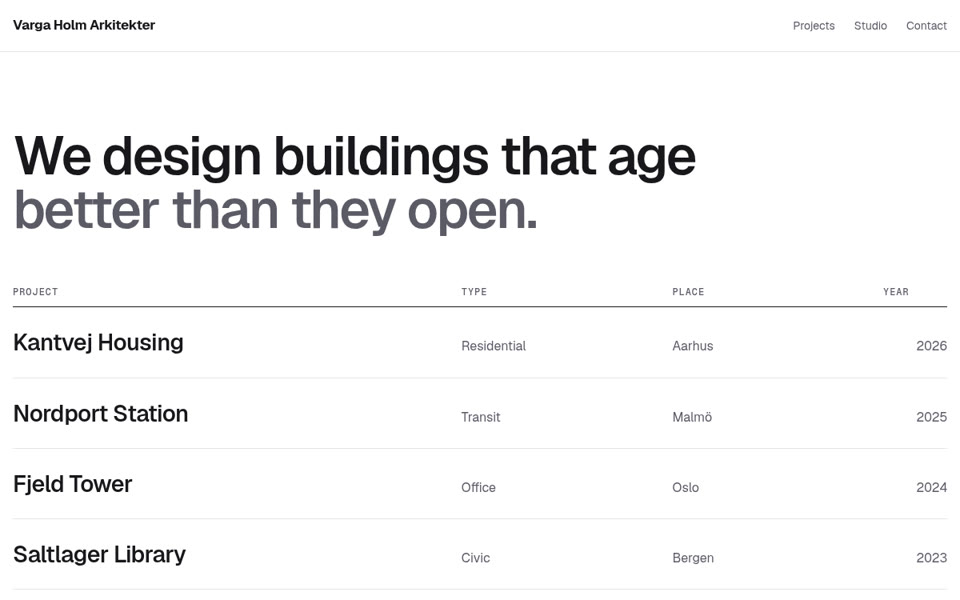 Varga Holm Arkitekter
Projects Studio Contact
We design buildings that age
better than they open.
PROJECT TYPE PLACE YEAR
Kantvej Housing Residential Aarhus 2026
Nordport Station Transit Malmö 2025
Fjeld Tower Office Oslo 2024
Saltlager Library Civic Bergen 2023